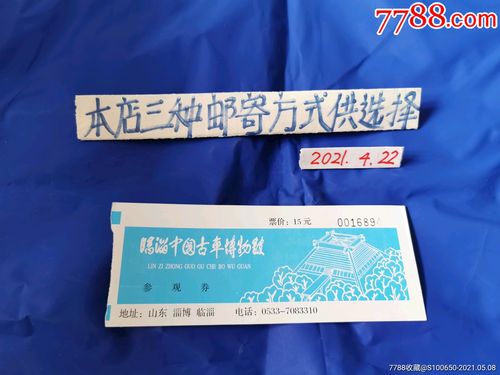 7788.com
本店三种邮寄方式供选择
2021.4.22
票价：15元
001689
临淄中国古車博物館
LIN ZI ZHONG GUO GU CHE BO WU GUAN
参观券
地址：山东 淄博 临淄 电话：0533-7083310
7788收藏@S100650-2021.05.08